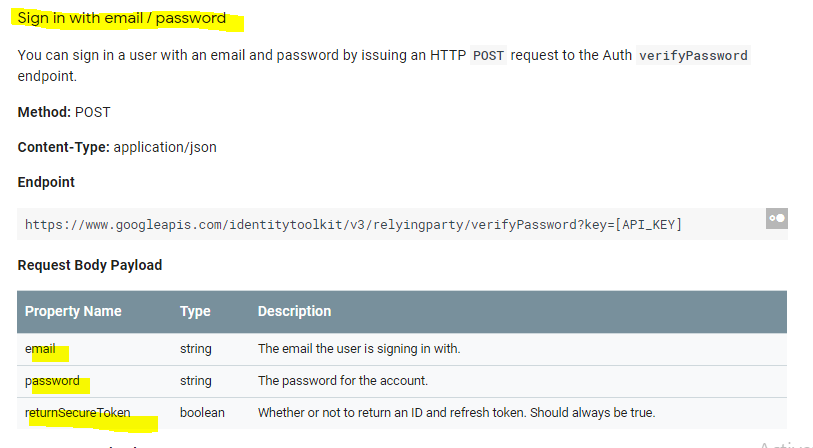 Sign in with email / password
You can sign in a user with an email and password by issuing an HTTP POST request to the Auth verifyPassword
endpoint.
Method: POST
Content-Type: application/json
Endpoint
https://www.googleapis.com/identitytoolkit/v3/relyingparty/verifyPassword?key=[API_KEY]
Request Body Payload
Property Name Type Description
email string The email the user is signing in with.
password string The password for the account.
returnSecureToken boolean Whether or not to return an ID and refresh token. Should always be true.